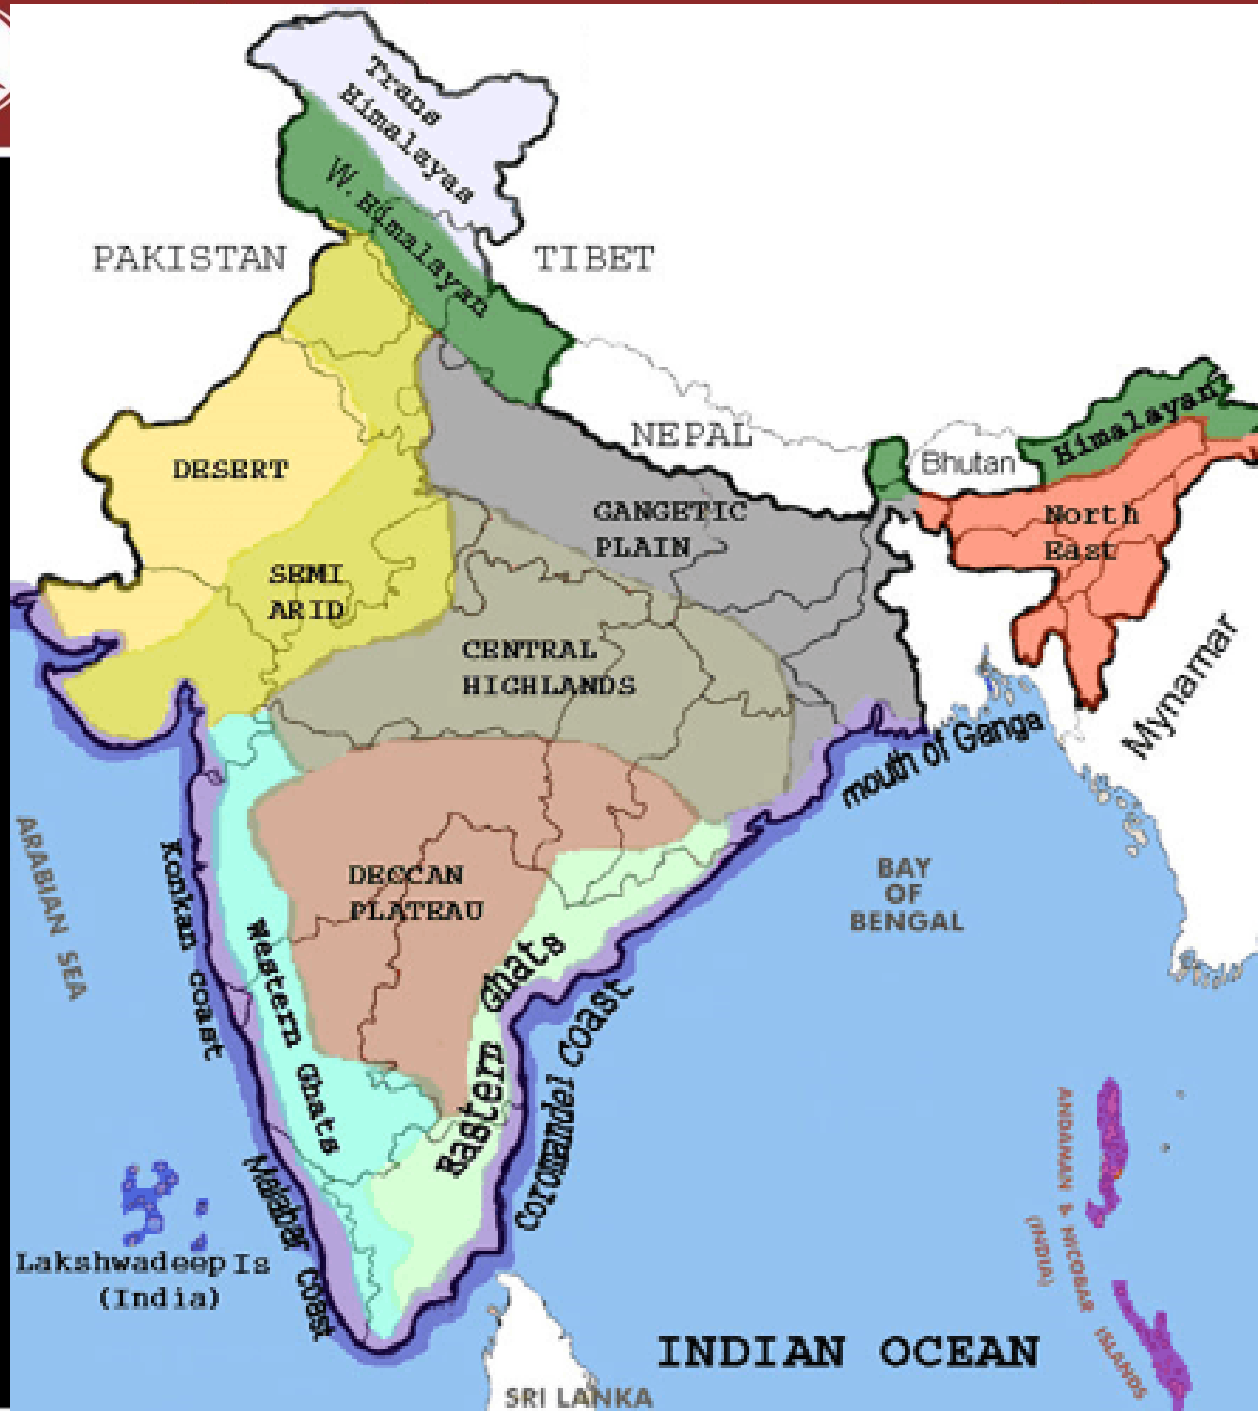 Trans
Himalayas
W. Himalayan
PAKISTAN
TIBET
NEPAL
Bhutan
Himalayan
DESERT
GANGETIC
PLAIN
North
East
SEMI
ARID
CENTRAL
HIGHLANDS
Mynamar
mouth of Ganga
ARABIAN SEA
Konkan coast
DECCAN
PLATEAU
BAY
OF
BENGAL
Western Ghats
Eastern Ghats
Coromandel Coast
Malabar Coast
Lakshwadeep Is
(India)
ANDAMAN & NICOBAR ISLANDS
(INDIA)
INDIAN OCEAN
SRI LANKA